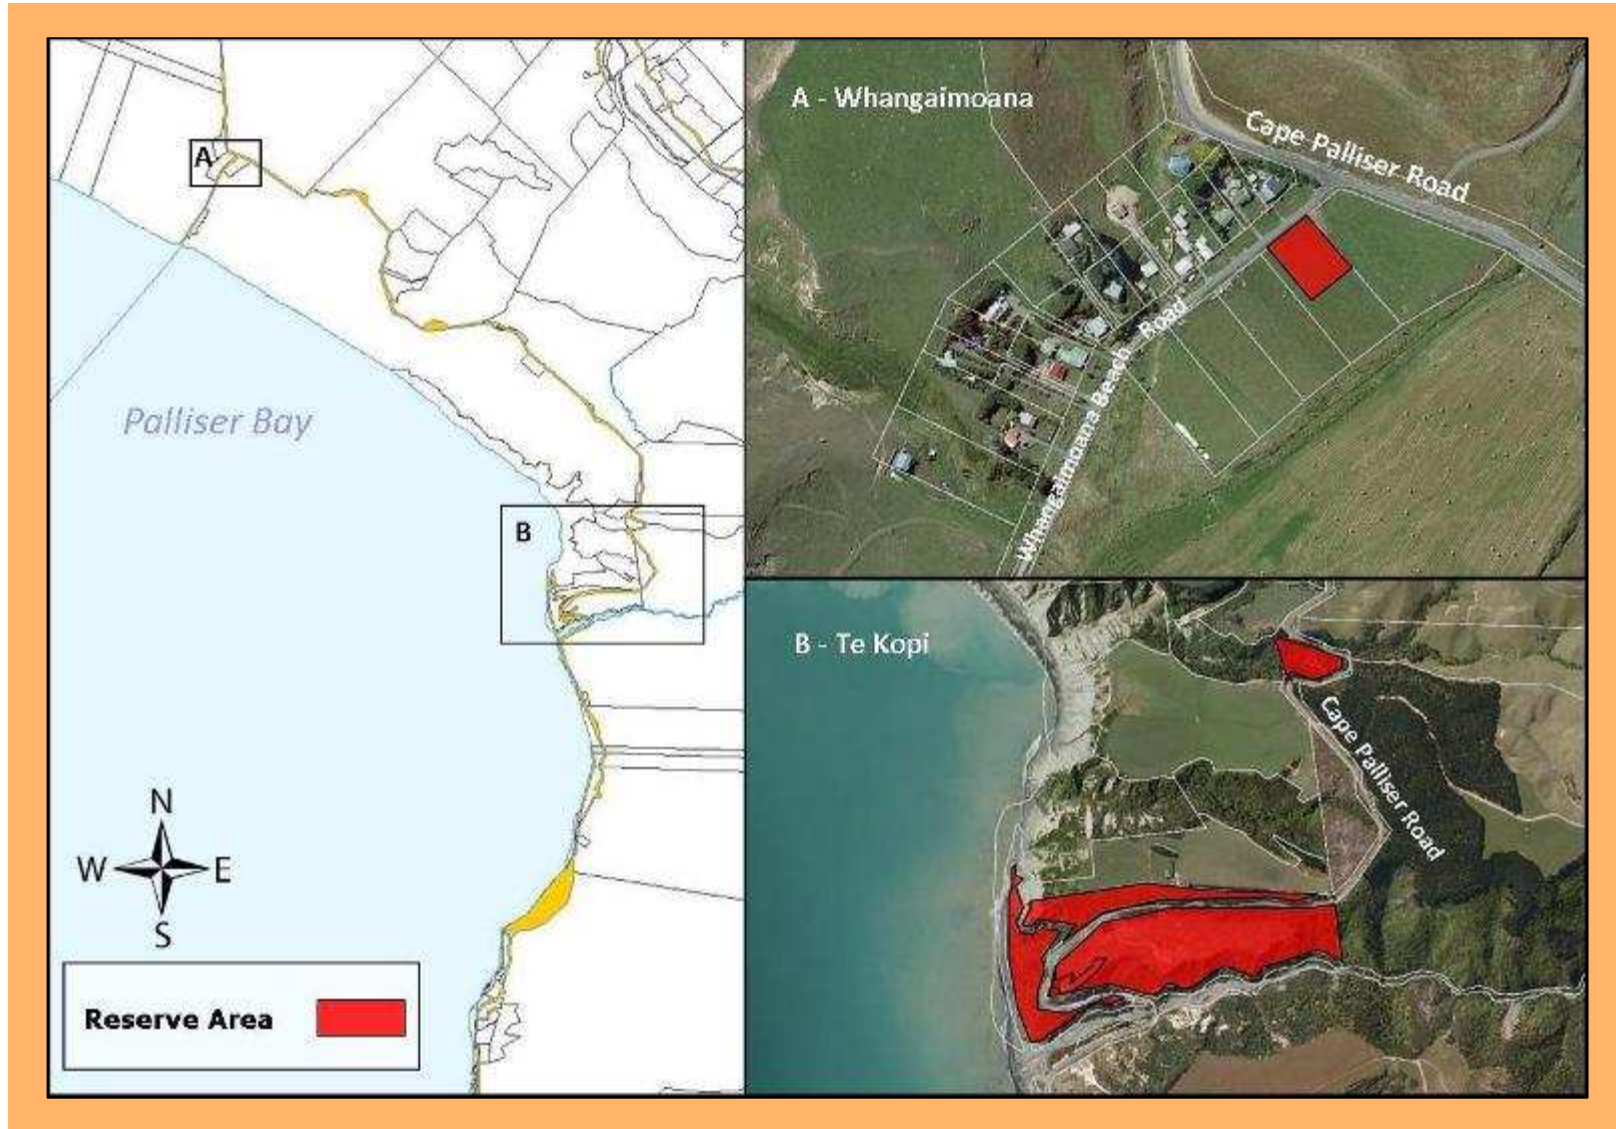 A
Palliser Bay
B
N
W
E
S
Reserve Area
A - Whangaimoana
Cape Palliser Road
Whangaimoana Beach Road
B - Te Kopi
Cape Palliser Road